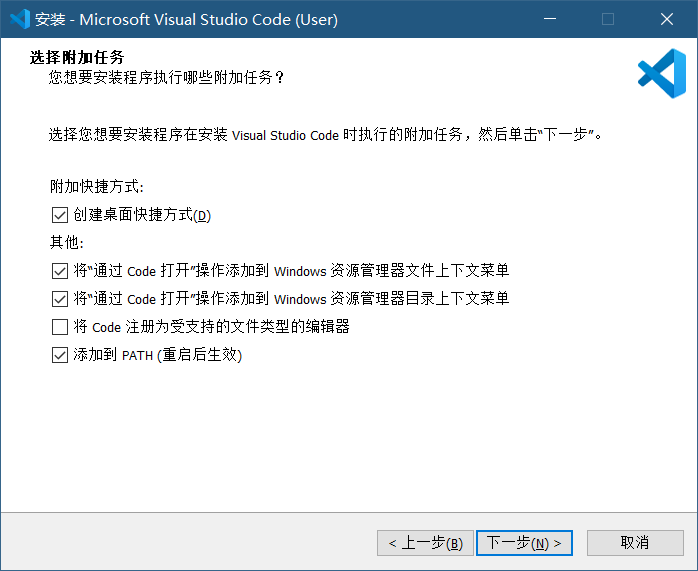 安装 - Microsoft Visual Studio Code (User)
选择附加任务
您想要安装程序执行哪些附加任务？
选择您想要安装程序在安装 Visual Studio Code 时执行的附加任务，然后单击“下一步”。
附加快捷方式:
创建桌面快捷方式(D)
其他:
将“通过 Code 打开”操作添加到 Windows 资源管理器文件上下文菜单
将“通过 Code 打开”操作添加到 Windows 资源管理器目录上下文菜单
将 Code 注册为受支持的文件类型的编辑器
添加到 PATH (重启后生效)
< 上一步(B) 下一步(N) > 取消